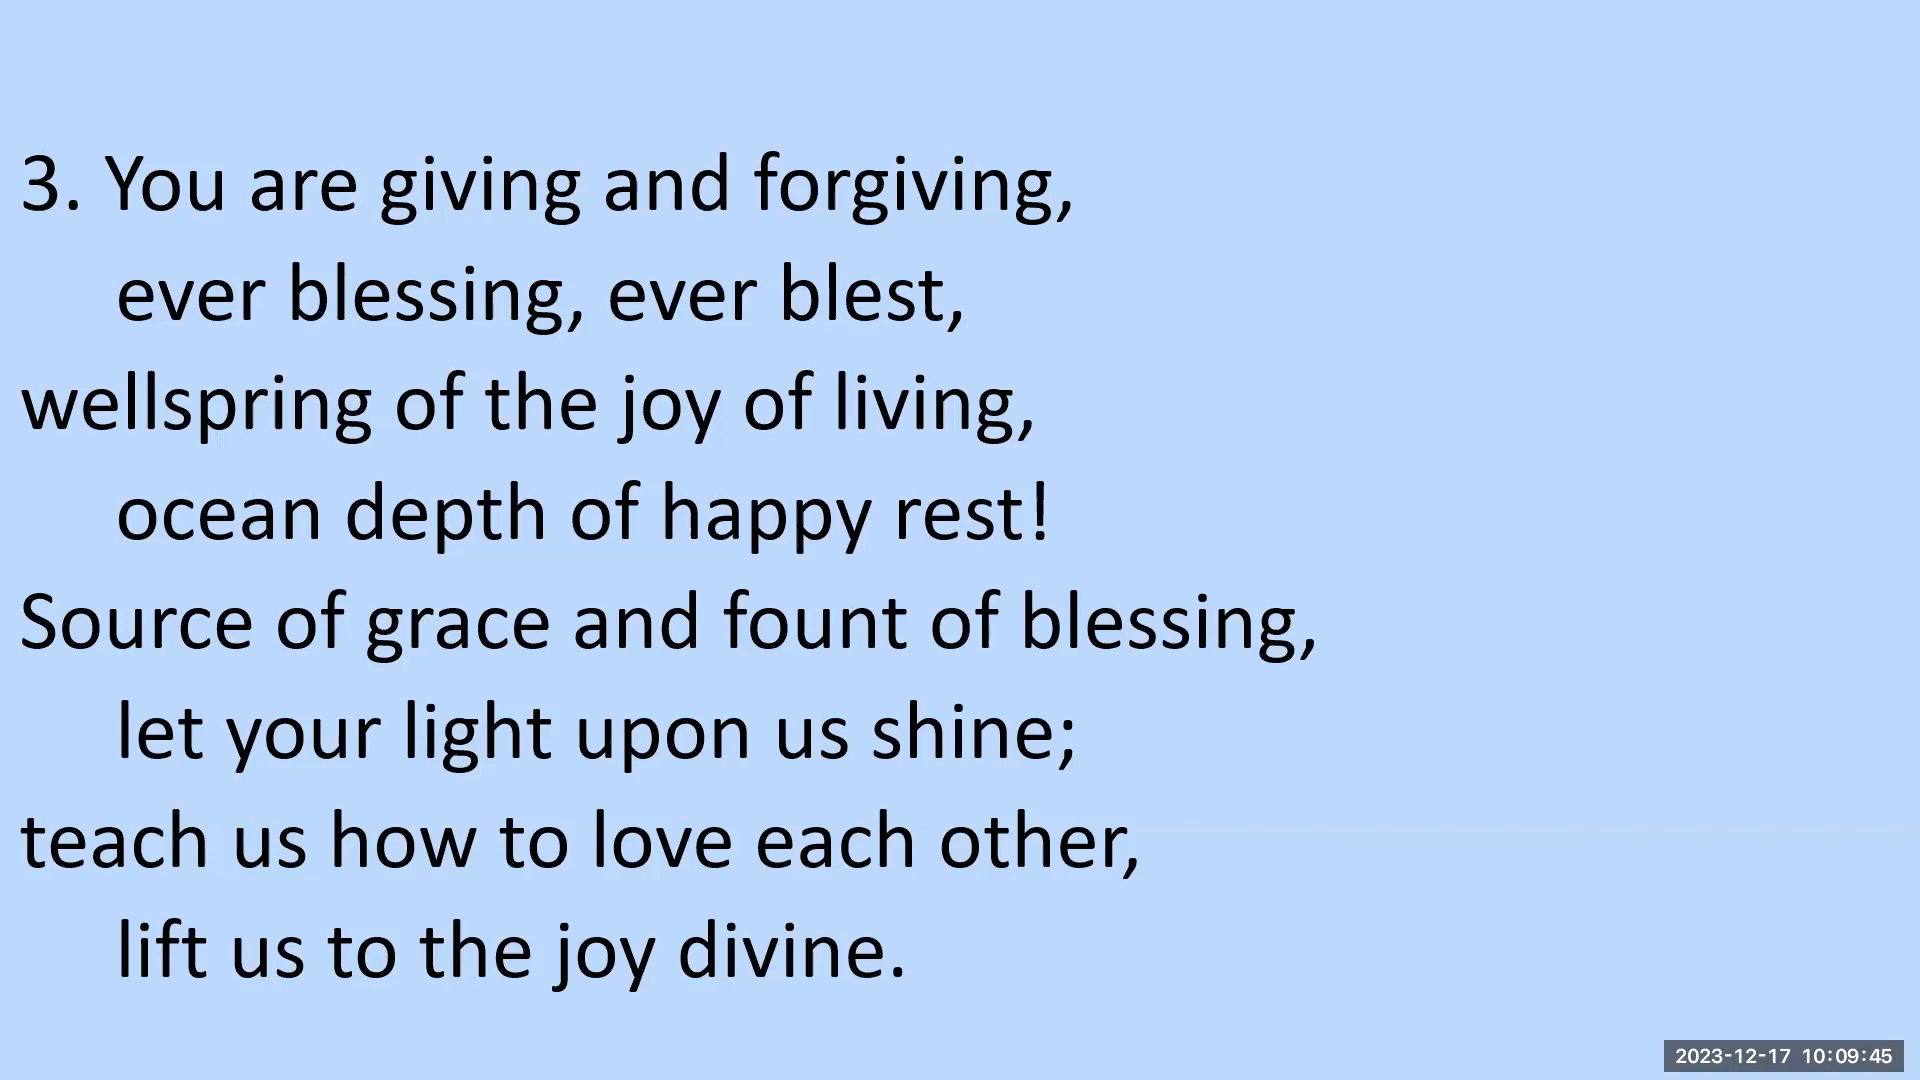 3. You are giving and forgiving,
ever blessing, ever blest,
wellspring of the joy of living,
ocean depth of happy rest!
Source of grace and fount of blessing,
let your light upon us shine;
teach us how to love each other,
lift us to the joy divine.
2023-12-17 10:09:45